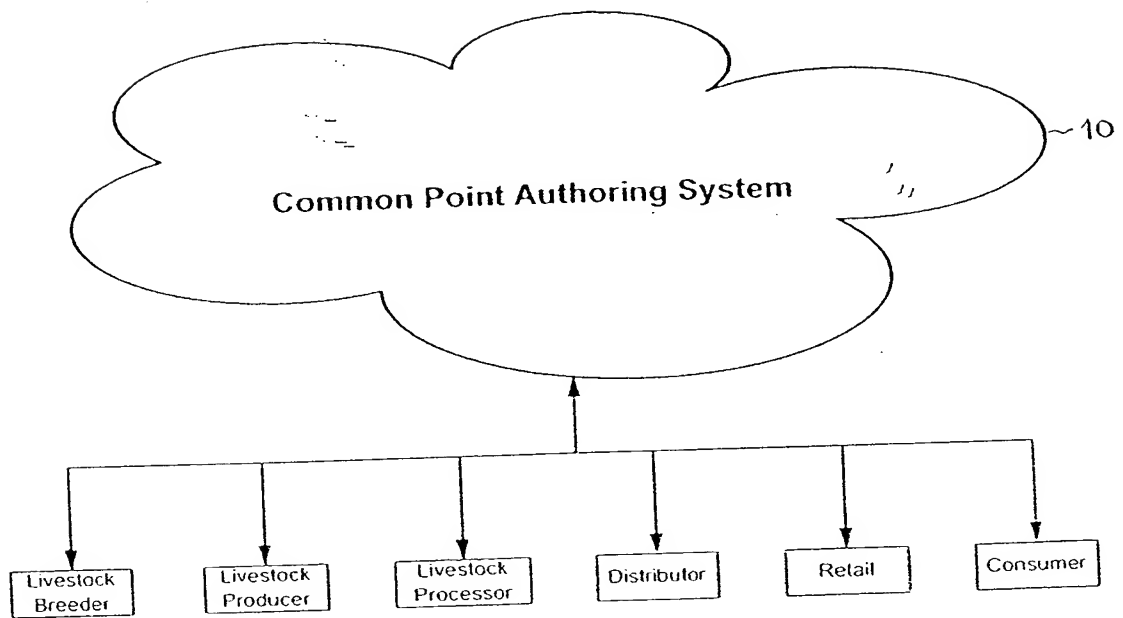 10
Common Point Authoring System
Livestock
Breeder
Livestock
Producer
Livestock
Processor
Distributor
Retail
Consumer